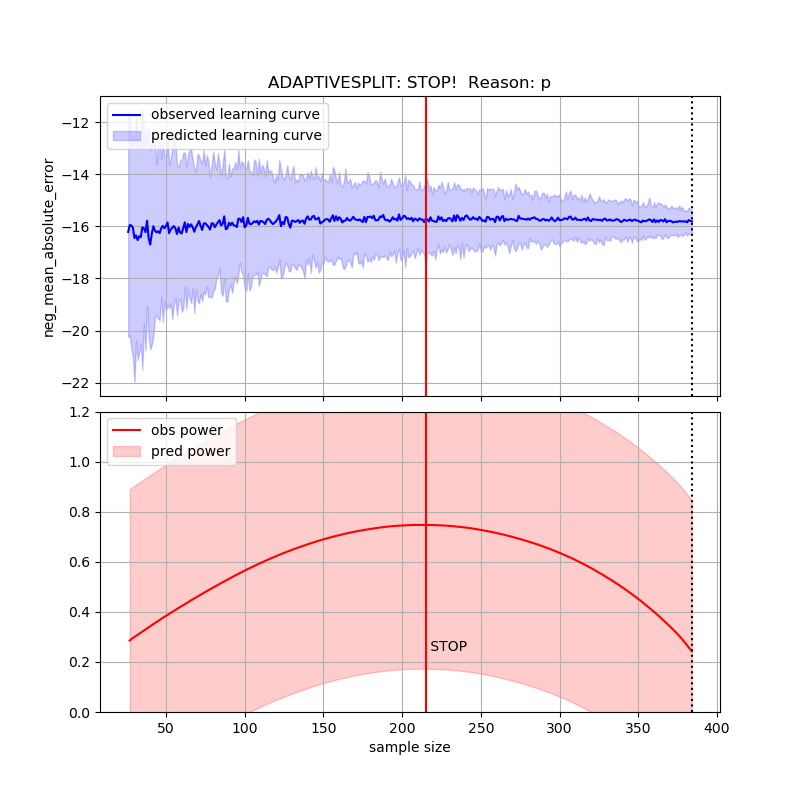 ADAPTIVESPLIT: STOP!  Reason: p
observed learning curve
predicted learning curve
neg_mean_absolute_error
−12
−14
−16
−18
−20
−22
obs power
pred power
1.2
1.0
0.8
0.6
0.4
0.2
0.0
STOP
50 100 150 200 250 300 350 400
sample size